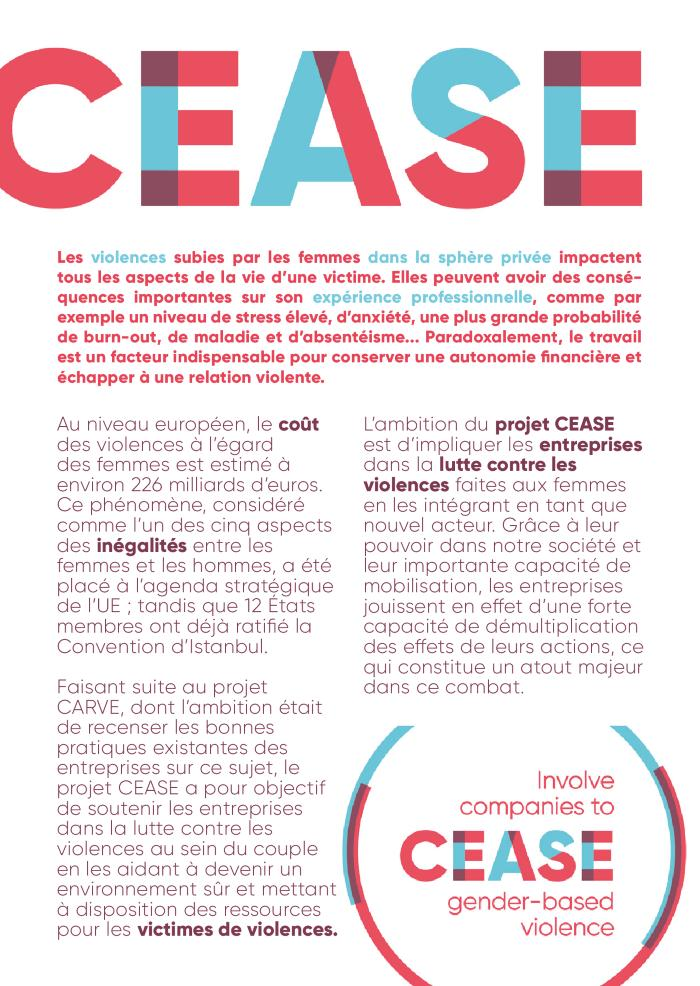 CEASE
Les violences subies par les femmes dans la sphère privée impactent
tous les aspects de la vie d'une victime. Elles peuvent avoir des consé-
quences importantes sur son expérience professionnelle, comme par
exemple un niveau de stress élevé, d'anxiété, une plus grande probabilité
de burn-out, de maladie et d'absentéisme... Paradoxalement, le travail
est un facteur indispensable pour conserver une autonomie financière et
échapper à une relation violente.
Au niveau européen, le coût
des violences à l'égard
des femmes est estimé à
environ 226 milliards d'euros.
Ce phénomène, considéré
comme l'un des cinq aspects
des inégalités entre les
femmes et les hommes, a été
placé à l'agenda stratégique
de l'UE ; tandis que 12 États
membres ont déjà ratifié la
Convention d'Istanbul.
Faisant suite au projet
CARVE, dont l'ambition était
de recenser les bonnes
pratiques existantes des
entreprises sur ce sujet, le
projet CEASE a pour objectif
de soutenir les entreprises
dans la lutte contre les
violences au sein du couple
en les aidant à devenir un
environnement sûr et mettant
à disposition des ressources
pour les victimes de violences.
L'ambition du projet CEASE
est d'impliquer les entreprises
dans la lutte contre les
violences faites aux femmes
en les intégrant en tant que
nouvel acteur. Grâce à leur
pouvoir dans notre société et
leur importante capacité de
mobilisation, les entreprises
jouissent en effet d'une forte
capacité de démultiplication
des effets de leurs actions, ce
qui constitue un atout majeur
dans ce combat.
Involve
companies to
CEASE
gender-based
violence